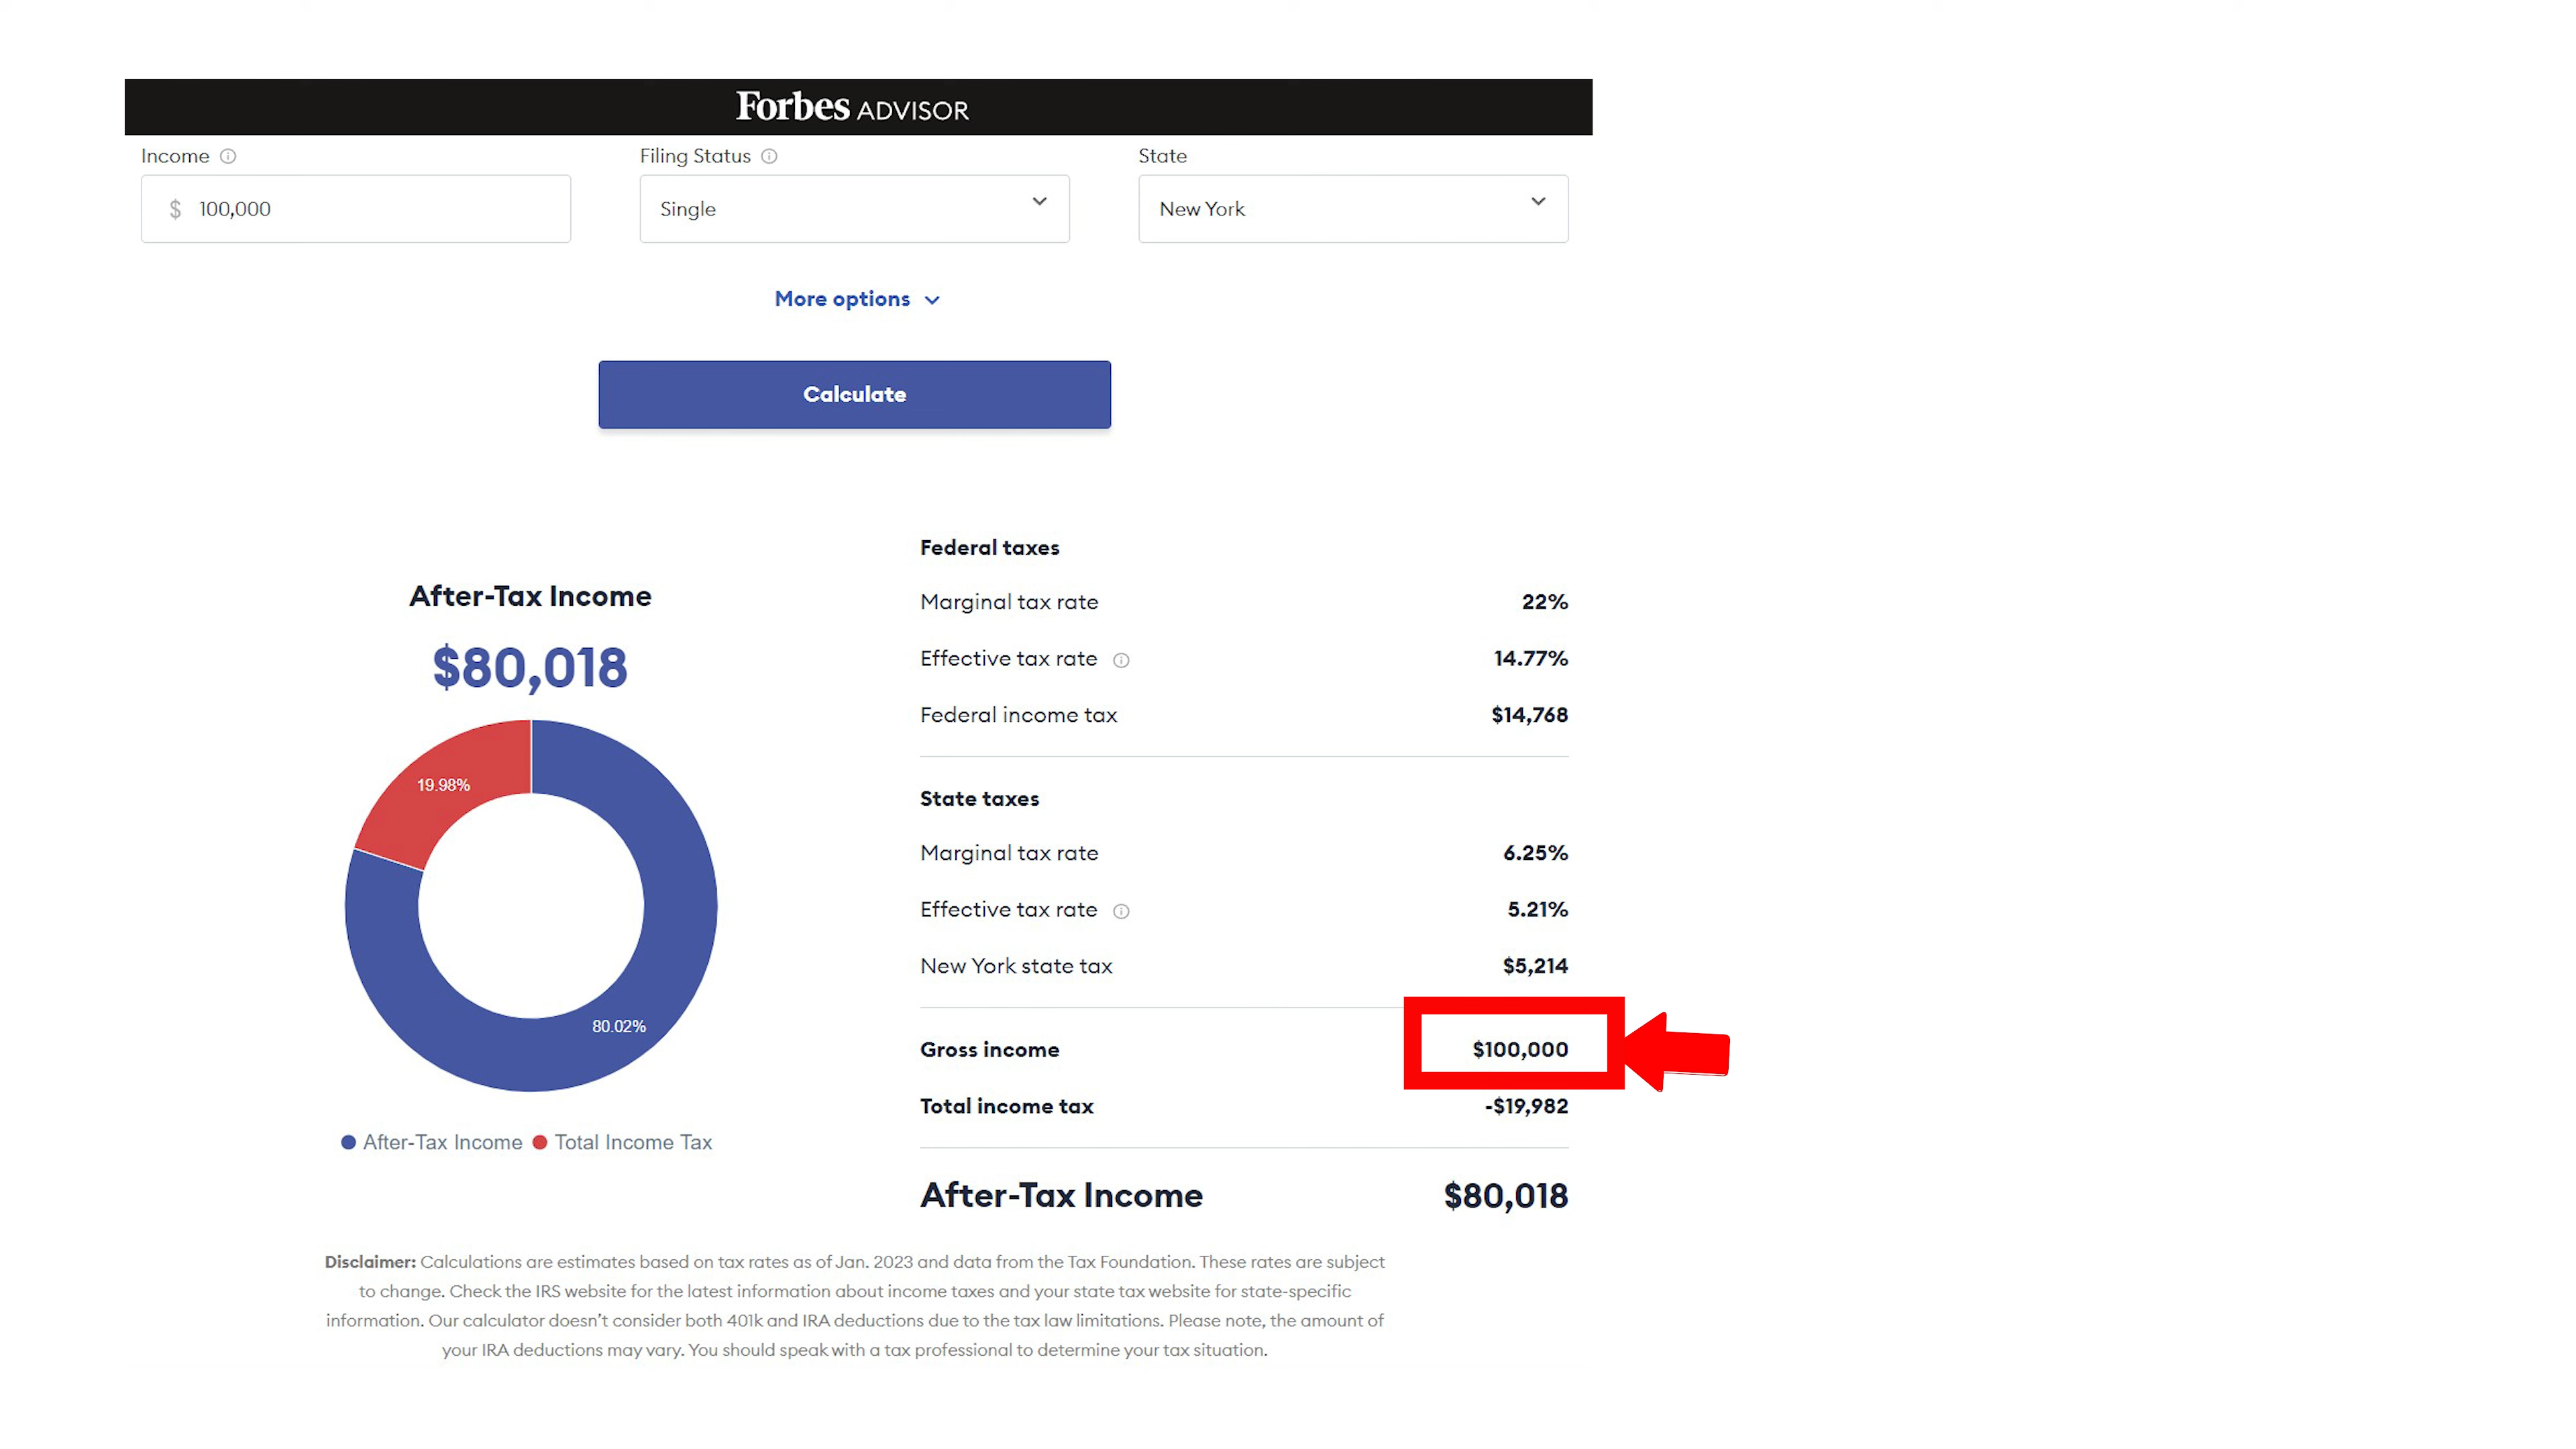 Forbes ADVISOR
Income
Filing Status
State
$ 100,000
Single
New York
More options
Calculate
After-Tax Income
$80,018
19.98%
80.02%
After-Tax Income Total Income Tax
Federal taxes
Marginal tax rate 22%
Effective tax rate 14.77%
Federal income tax $14,768
State taxes
Marginal tax rate 6.25%
Effective tax rate 5.21%
New York state tax $5,214
Gross income $100,000
Total income tax -$19,982
After-Tax Income $80,018
Disclaimer: Calculations are estimates based on tax rates as of Jan. 2023 and data from the Tax Foundation. These rates are subject
to change. Check the IRS website for the latest information about income taxes and your state tax website for state-specific
information. Our calculator doesn't consider both 401k and IRA deductions due to the tax law limitations. Please note, the amount of
your IRA deductions may vary. You should speak with a tax professional to determine your tax situation.